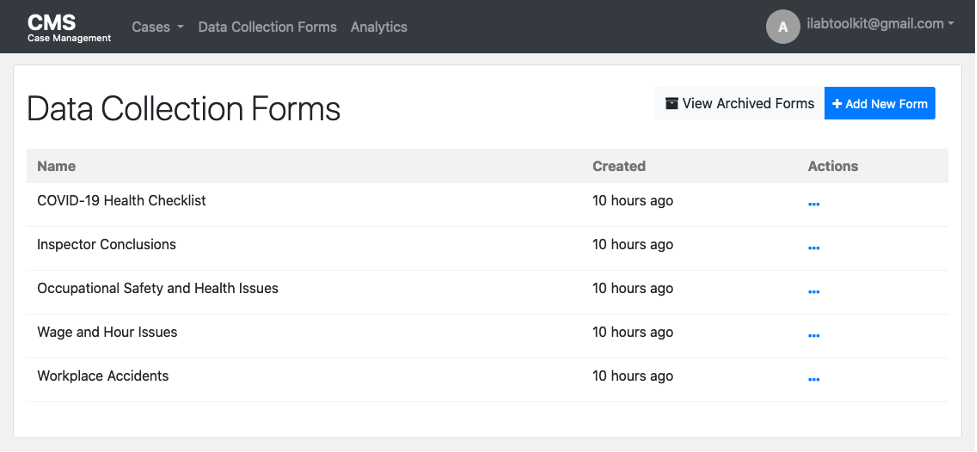 CMS
Case Management
Cases
Data Collection Forms
Analytics
A
ilabtoolkit@gmail.com
Data Collection Forms
View Archived Forms
+ Add New Form
Name Created Actions
COVID-19 Health Checklist 10 hours ago ...
Inspector Conclusions 10 hours ago ...
Occupational Safety and Health Issues 10 hours ago ...
Wage and Hour Issues 10 hours ago ...
Workplace Accidents 10 hours ago ...